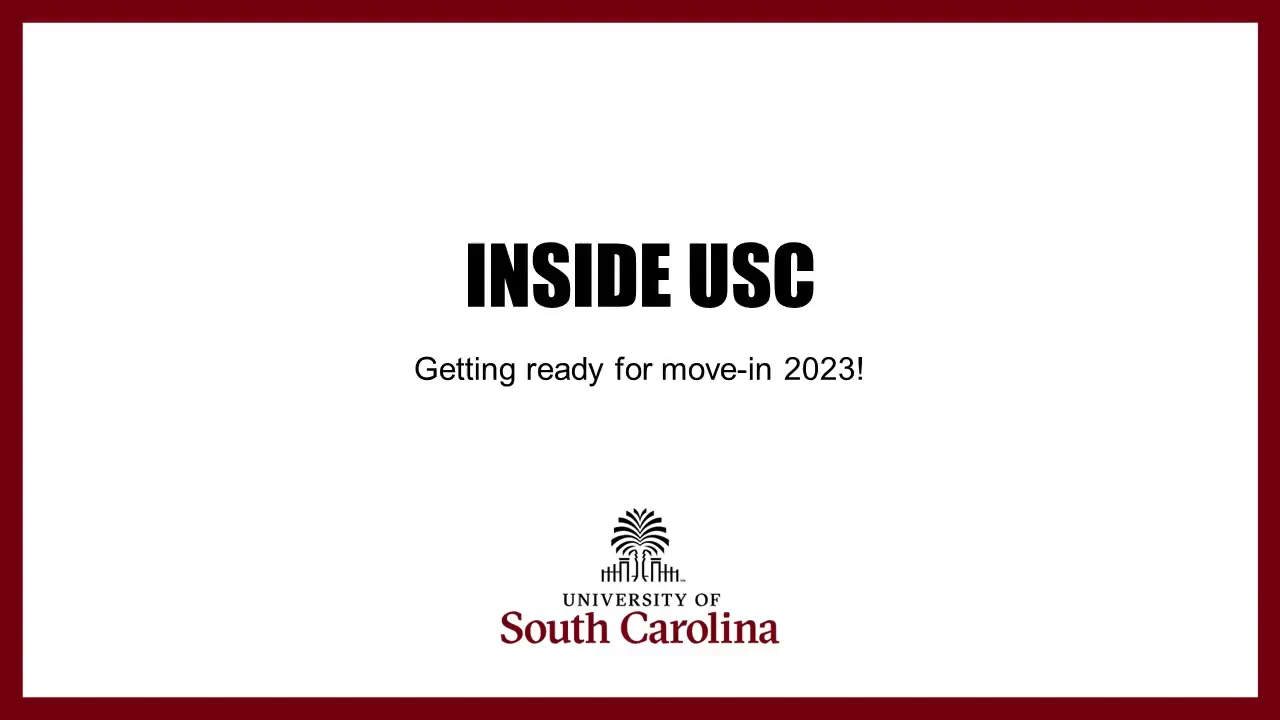 INSIDE USC
Getting ready for move-in 2023!
UNIVERSITY OF
South Carolina